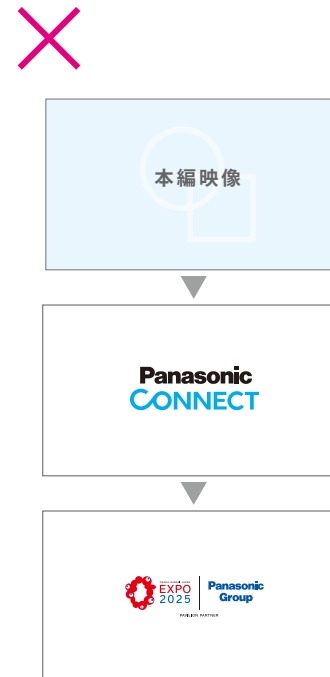 本編映像
Panasonic
CONNECT
EXPO
2025
Panasonic
Group
PAVILION PARTNER